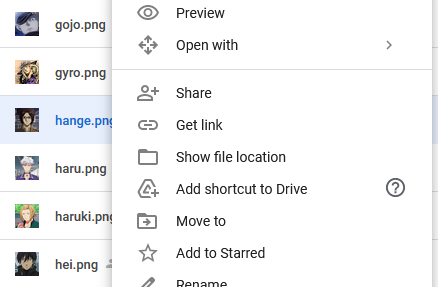 gojo.png
gyro.png
hange.png
haru.png
haruki.png
hei.png
Preview
Open with
Share
Get link
Show file location
Add shortcut to Drive
Move to
Add to Starred
Rename